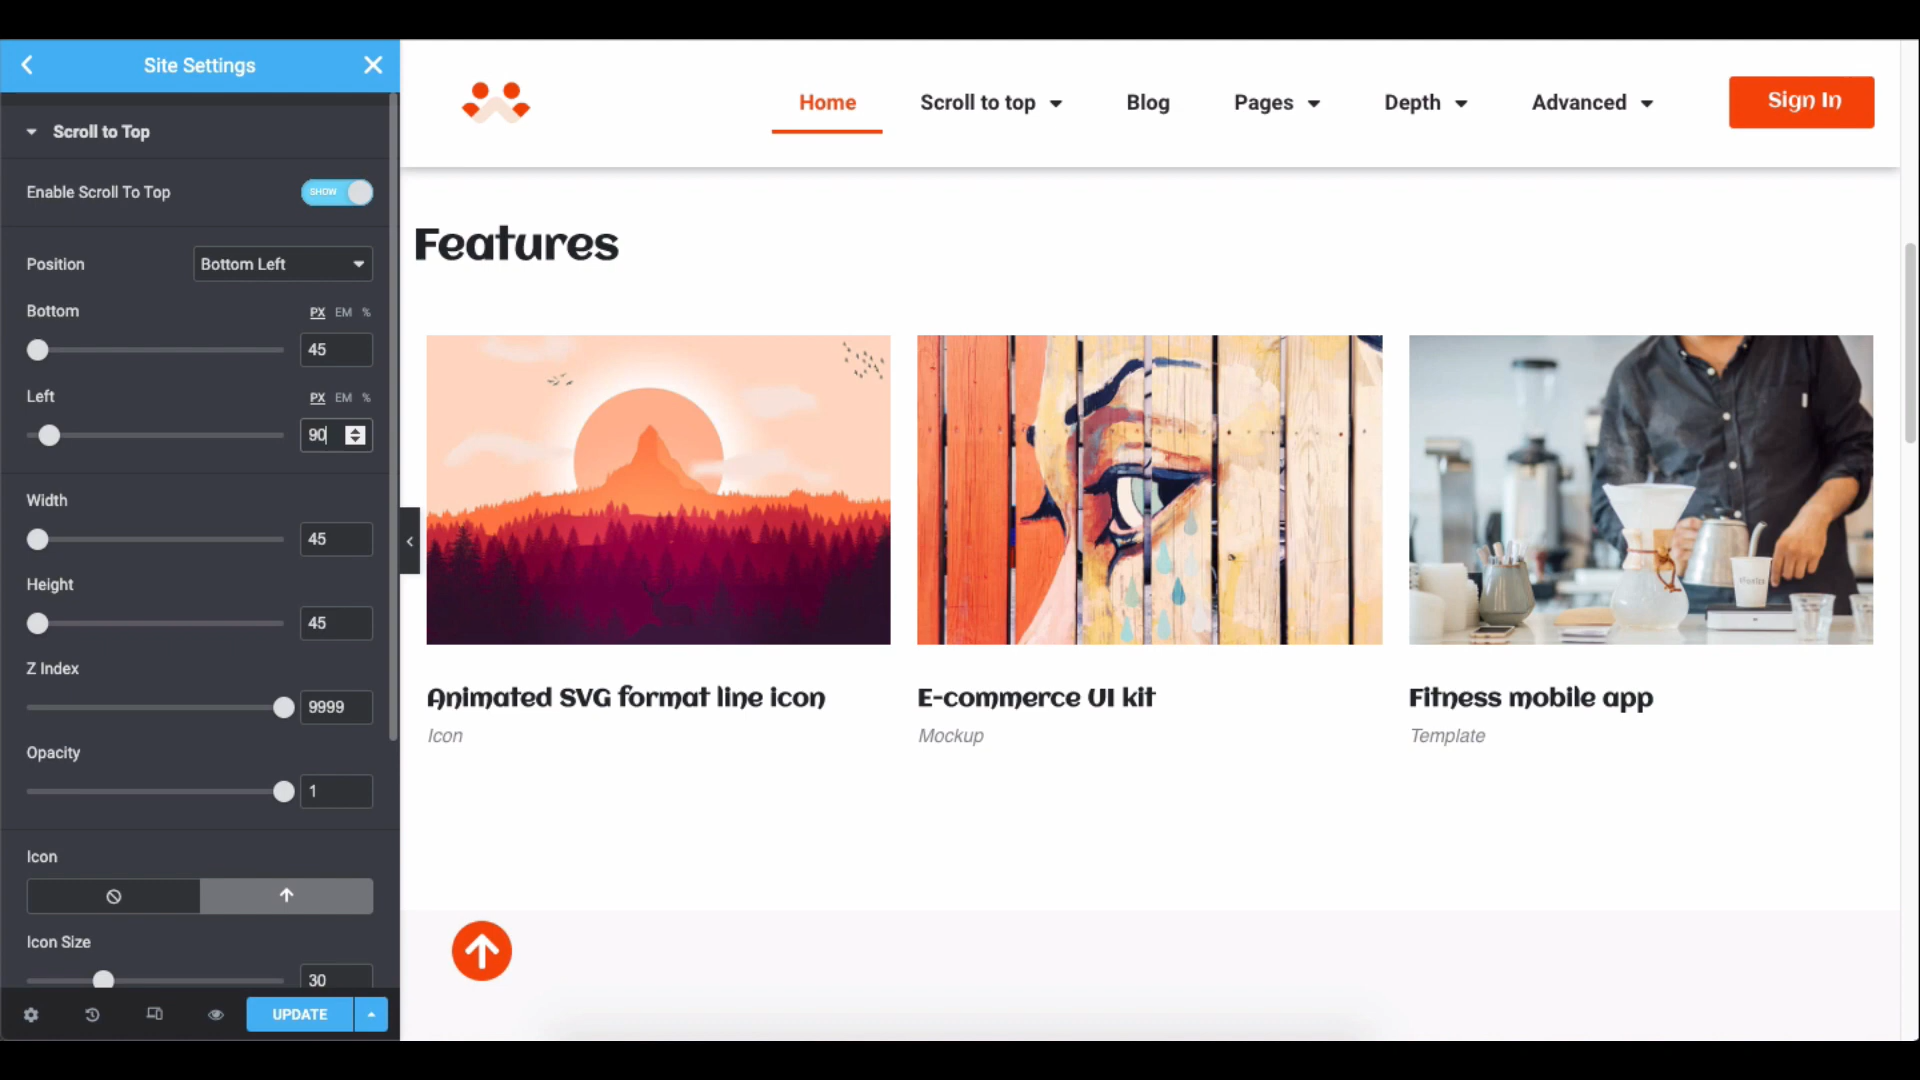 Site Settings
Scroll to Top
Enable Scroll To Top
SHOW
Position
Bottom Left
Bottom
PX EM %
45
Left
PX EM %
90
Width
45
Height
45
Z Index
9999
Opacity
1
Icon
Icon Size
30
UPDATE
Home
Scroll to top
Blog
Pages
Depth
Advanced
Sign In
Features
Animated SVG format line icon
Icon
E-commerce UI kit
Mockup
Fitness mobile app
Template